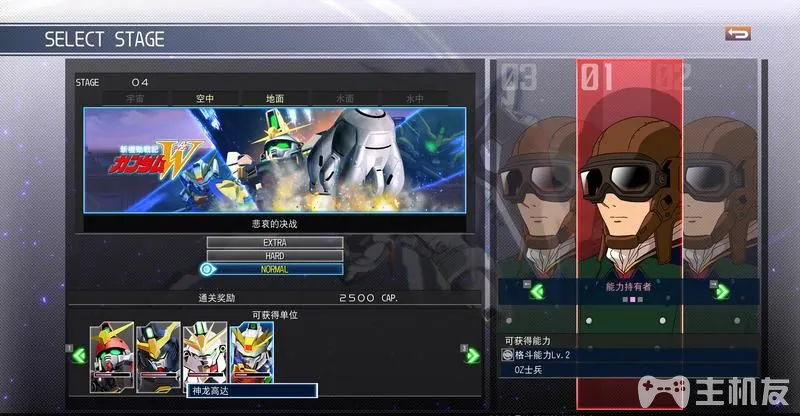 SELECT STAGE
STAGE 04
宇宙 空中 地面 水面 水中
新機動戦記
ガンダムW
悲哀的决战
EXTRA
HARD
NORMAL
通关奖励 2500 CAP.
可获得单位
神龙高达
03 01 02
能力持有者
可获得能力
格斗能力Lv.2
OZ士兵
主机友